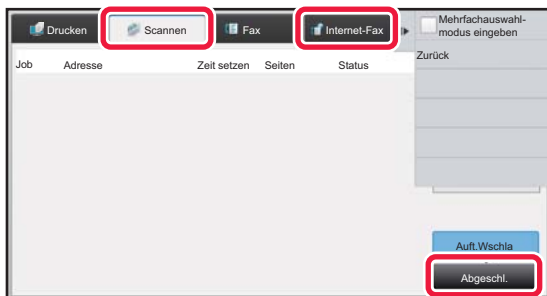 Drucken Scannen Fax Internet-Fax
Mehrfachauswahl-
modus eingeben
Job Adresse Zeit setzen Seiten Status
Zurück
Auft.Wschla
Abgeschl.